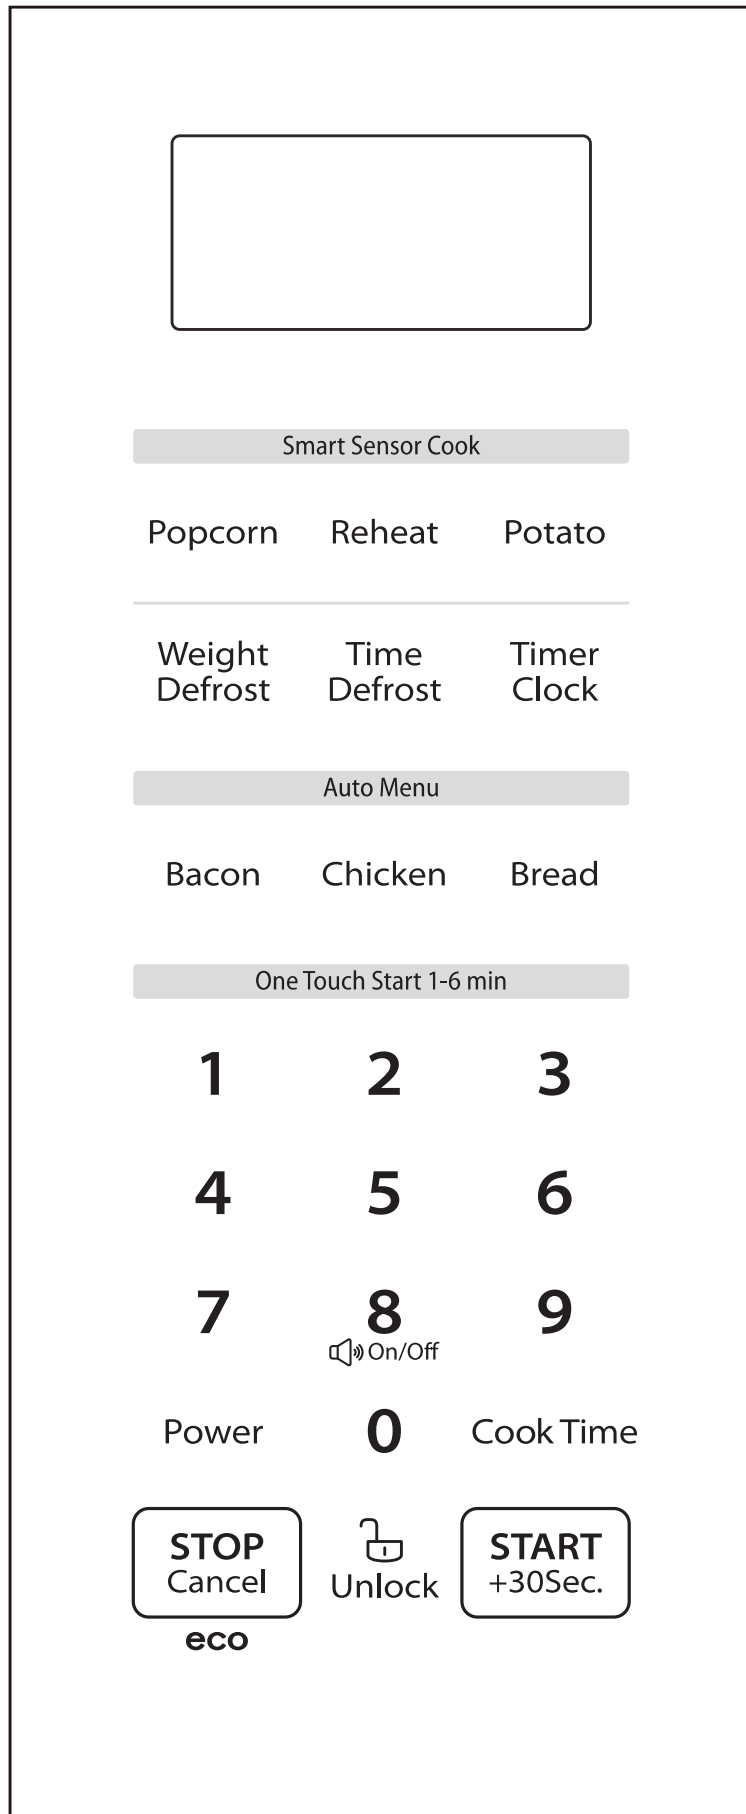 Smart Sensor Cook
Popcorn Reheat Potato
Weight Defrost Time Defrost Timer Clock
Auto Menu
Bacon Chicken Bread
One Touch Start 1-6 min
1 2 3
4 5 6
7 8 9
On/Off
Power 0 Cook Time
STOP Cancel Unlock START +30Sec.
eco